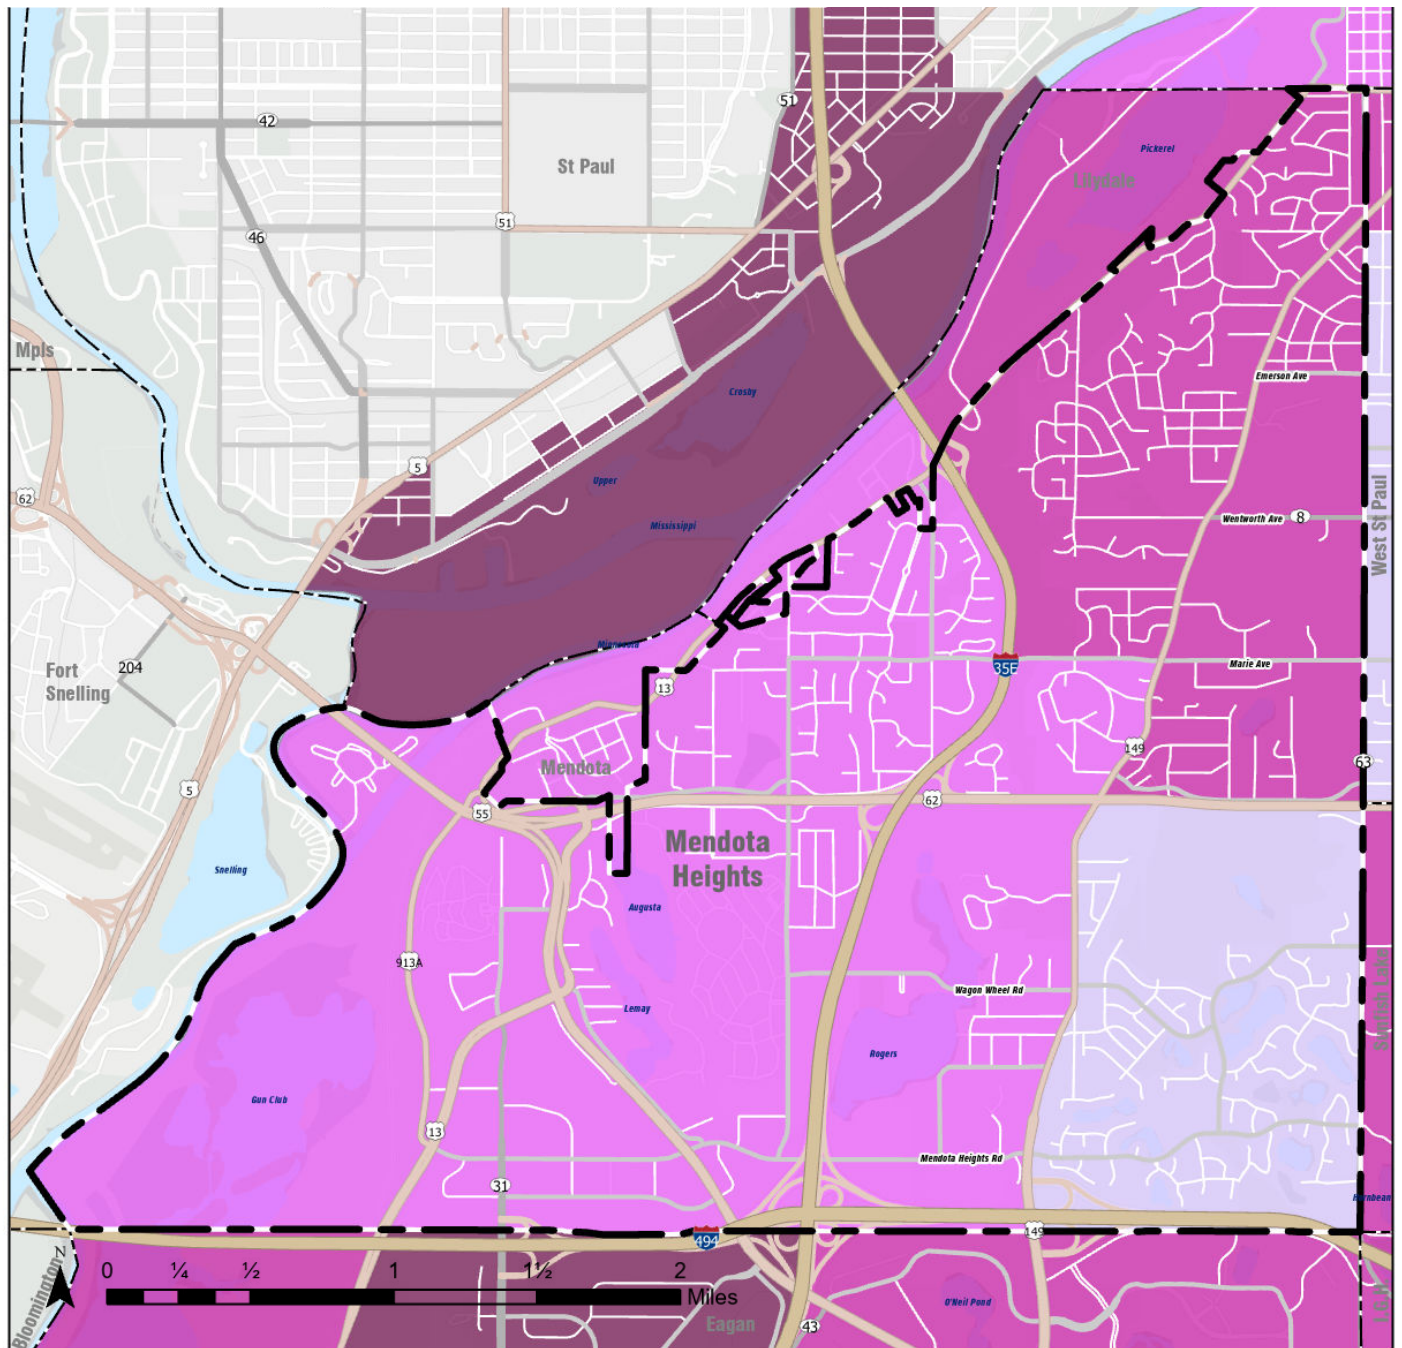 51
42
St Paul
Pickerel
Lilydale
51
46
Mpls
Emerson Ave
Crosby
5
Upper
62
Wentworth Ave
8
Mississippi
West St Paul
Minnesota
204
Fort
Snelling
35E
Marie Ave
13
149
63
Mendota
5
62
55
Mendota
Heights
Snelling
Augusta
913A
Wagon Wheel Rd
Sunfish Lake
Lemay
Rogers
Gun Club
13
Mendota Heights Rd
31
Hornbean
149
494
N
Bloomington
0
¼
½
1
1½
2
Miles
O'Neil Pond
I.G.H.
Eagan
43